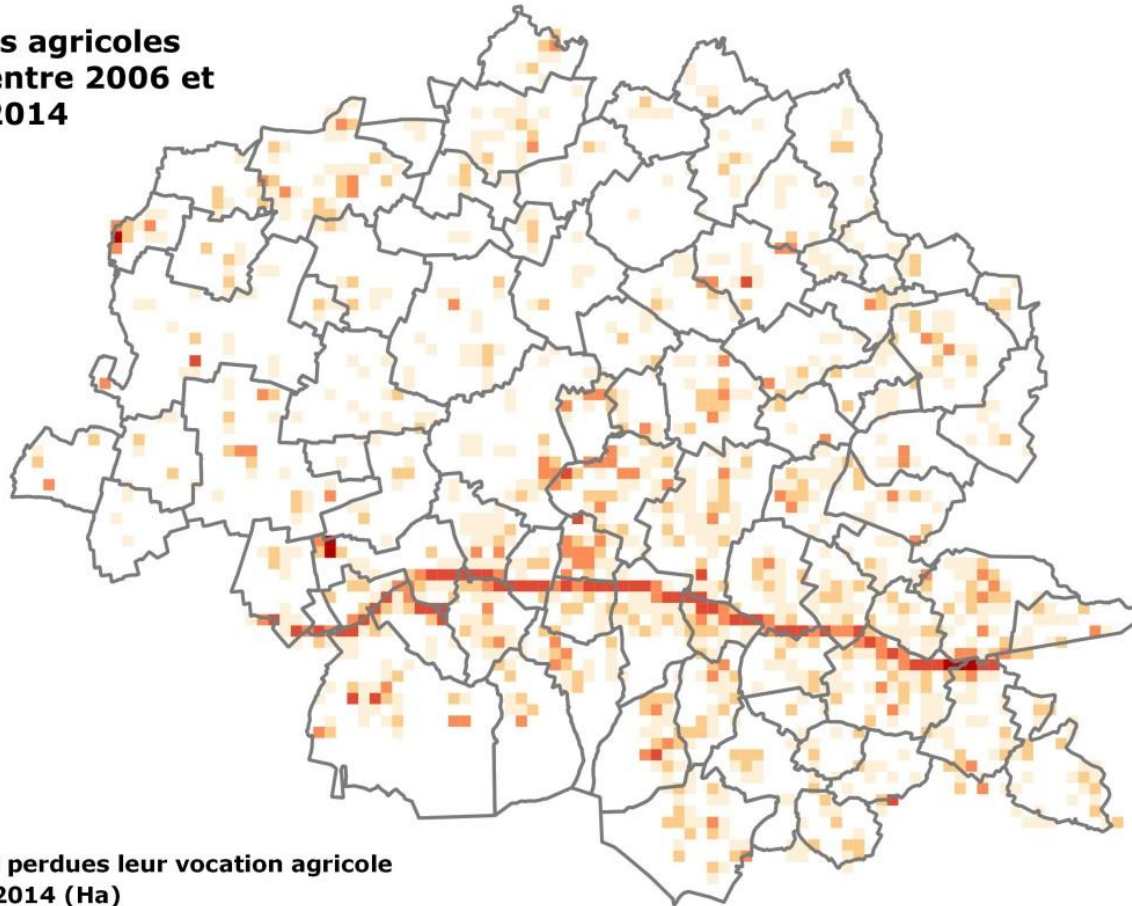 s agricoles
entre 2006 et
2014
perdues leur vocation agricole
2014 (Ha)